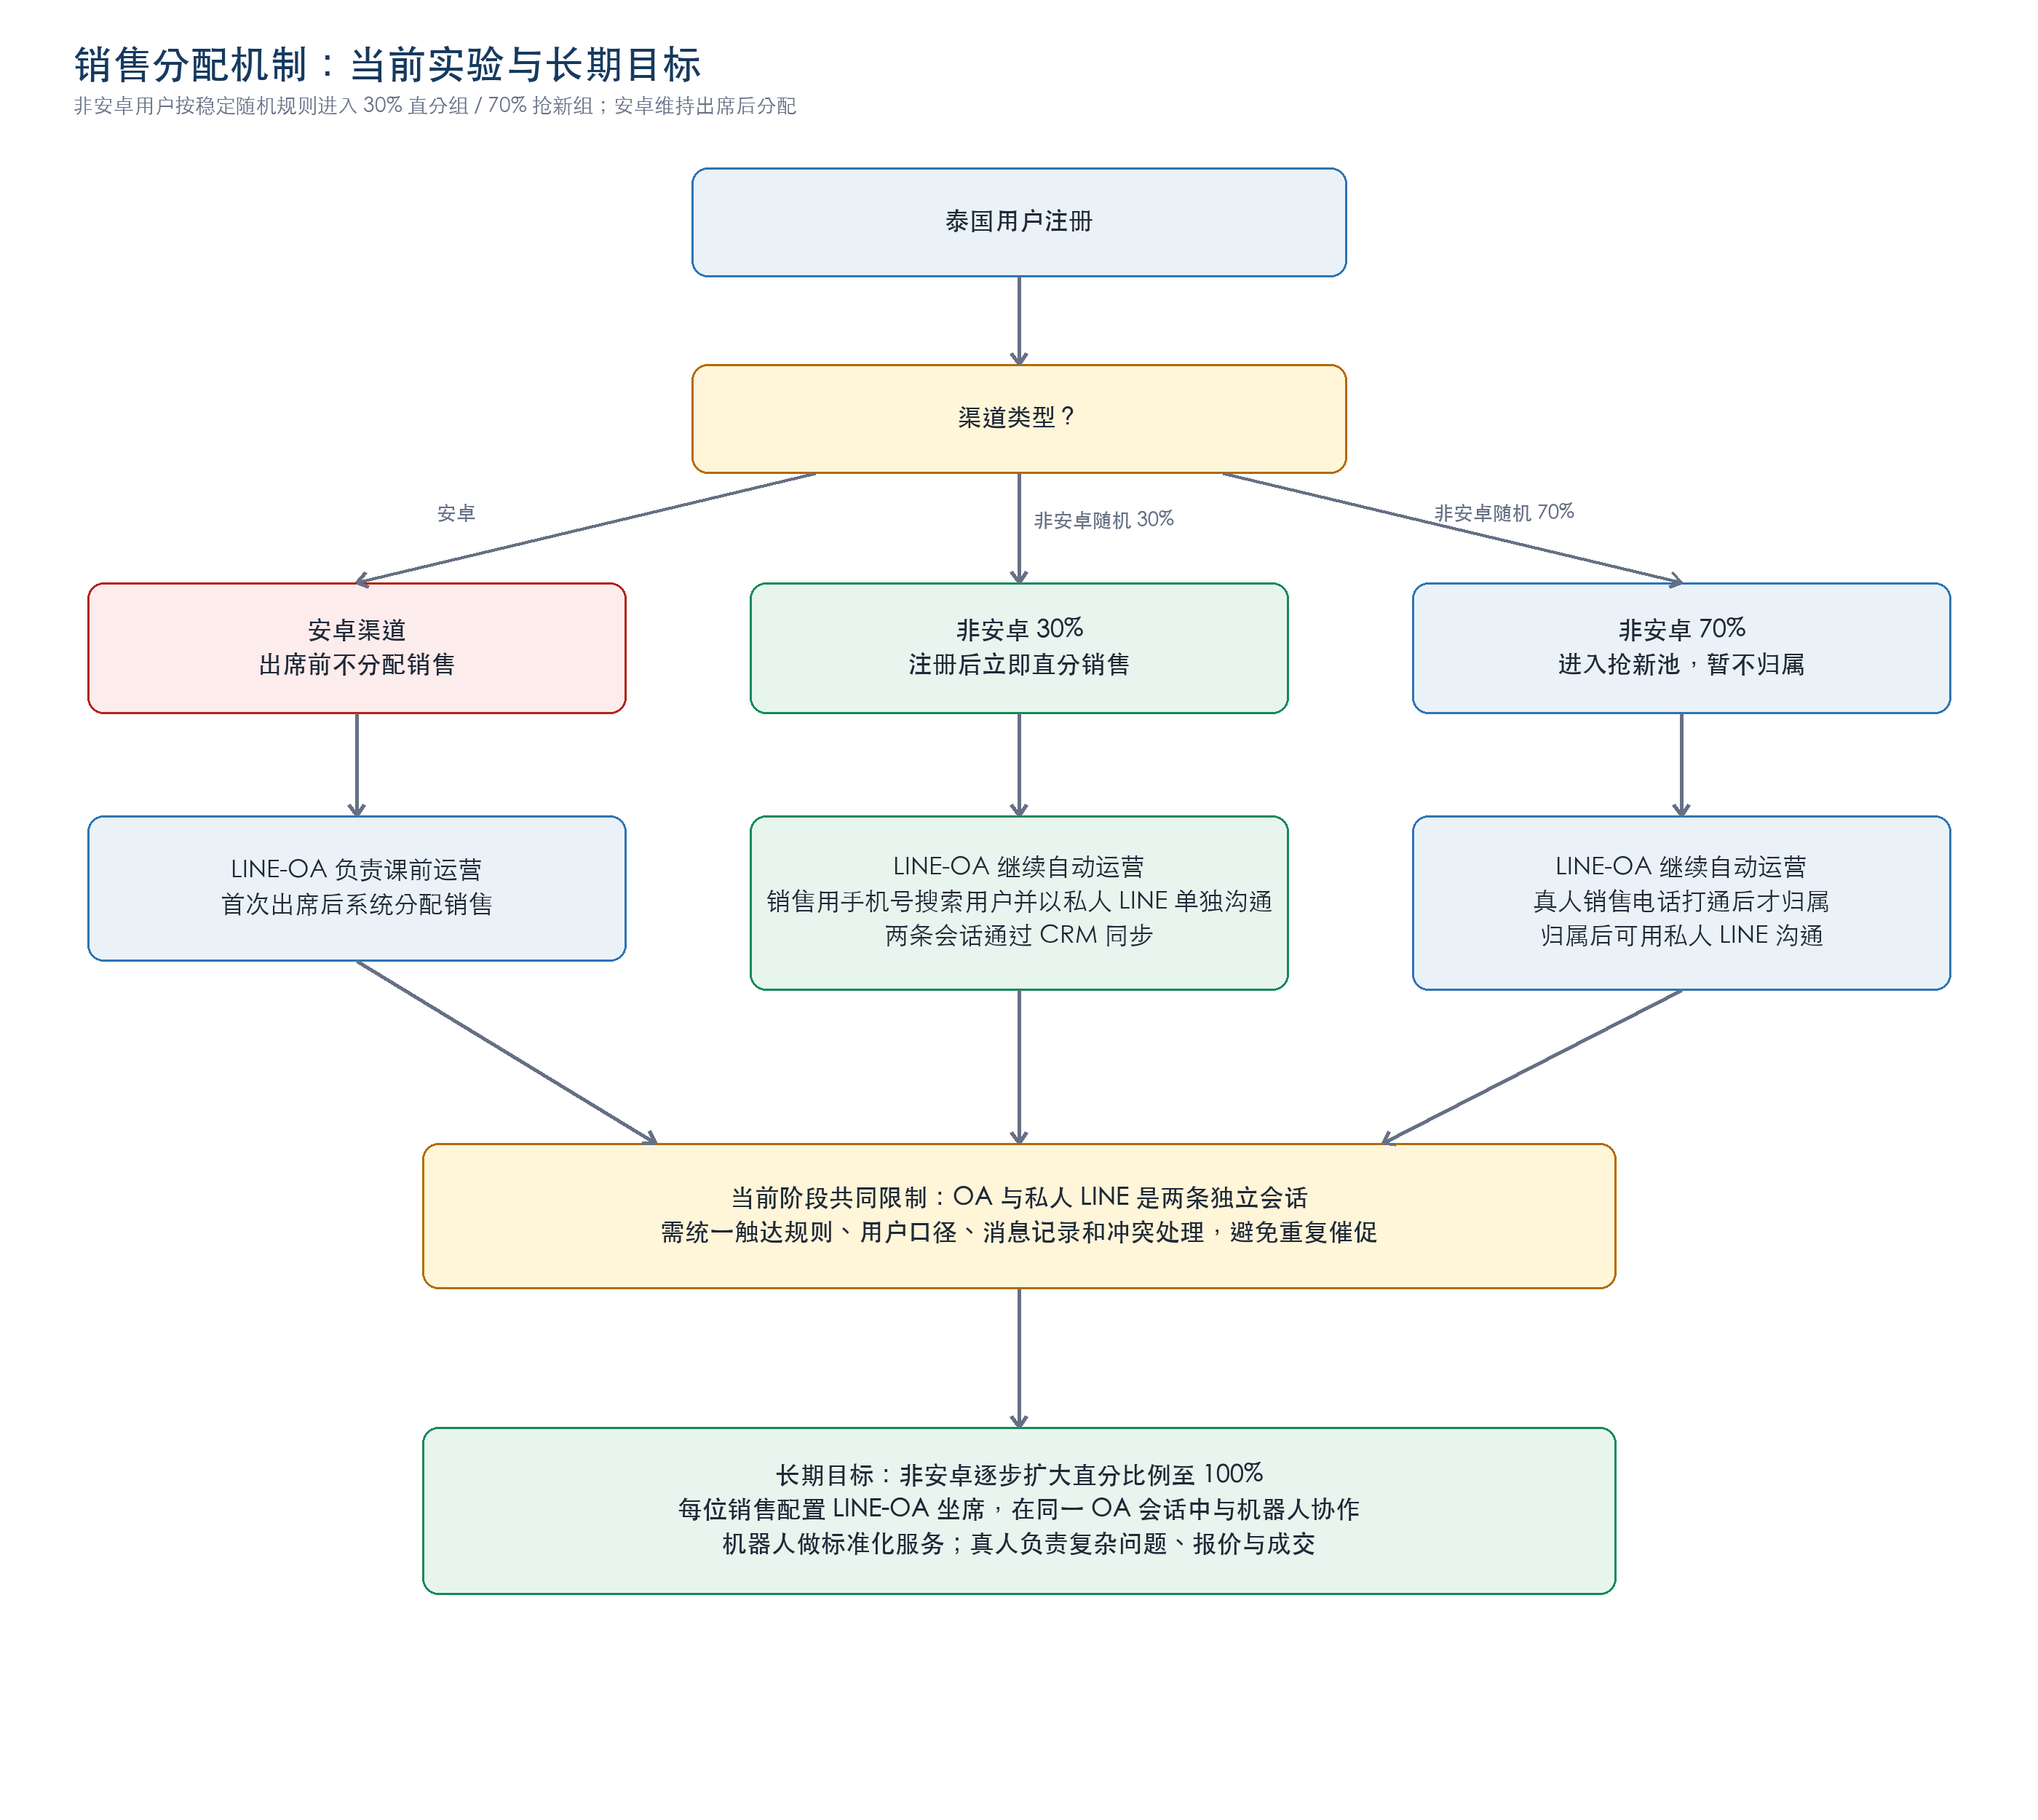 销售分配机制：当前实验与长期目标
非安卓用户按稳定随机规则进入 30% 直分组 / 70% 抢新组；安卓维持出席后分配
泰国用户注册
渠道类型？
安卓
非安卓随机 30%
非安卓随机 70%
安卓渠道
出席前不分配销售
非安卓 30%
注册后立即直分销售
非安卓 70%
进入抢新池，暂不归属
LINE-OA 负责课前运营
首次出席后系统分配销售
LINE-OA 继续自动运营
销售用手机号搜索用户并以私人 LINE 单独沟通
两条会话通过 CRM 同步
LINE-OA 继续自动运营
真人销售电话打通后才归属
归属后可用私人 LINE 沟通
当前阶段共同限制：OA 与私人 LINE 是两条独立会话
需统一触达规则、用户口径、消息记录和冲突处理，避免重复催促
长期目标：非安卓逐步扩大直分比例至 100%
每位销售配置 LINE-OA 坐席，在同一 OA 会话中与机器人协作
机器人做标准化服务；真人负责复杂问题、报价与成交